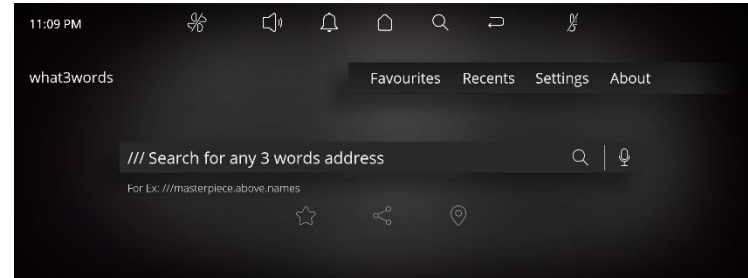 11:09 PM
what3words
Favourites Recents Settings About
/// Search for any 3 words address
For Ex: ///masterpiece.above.names